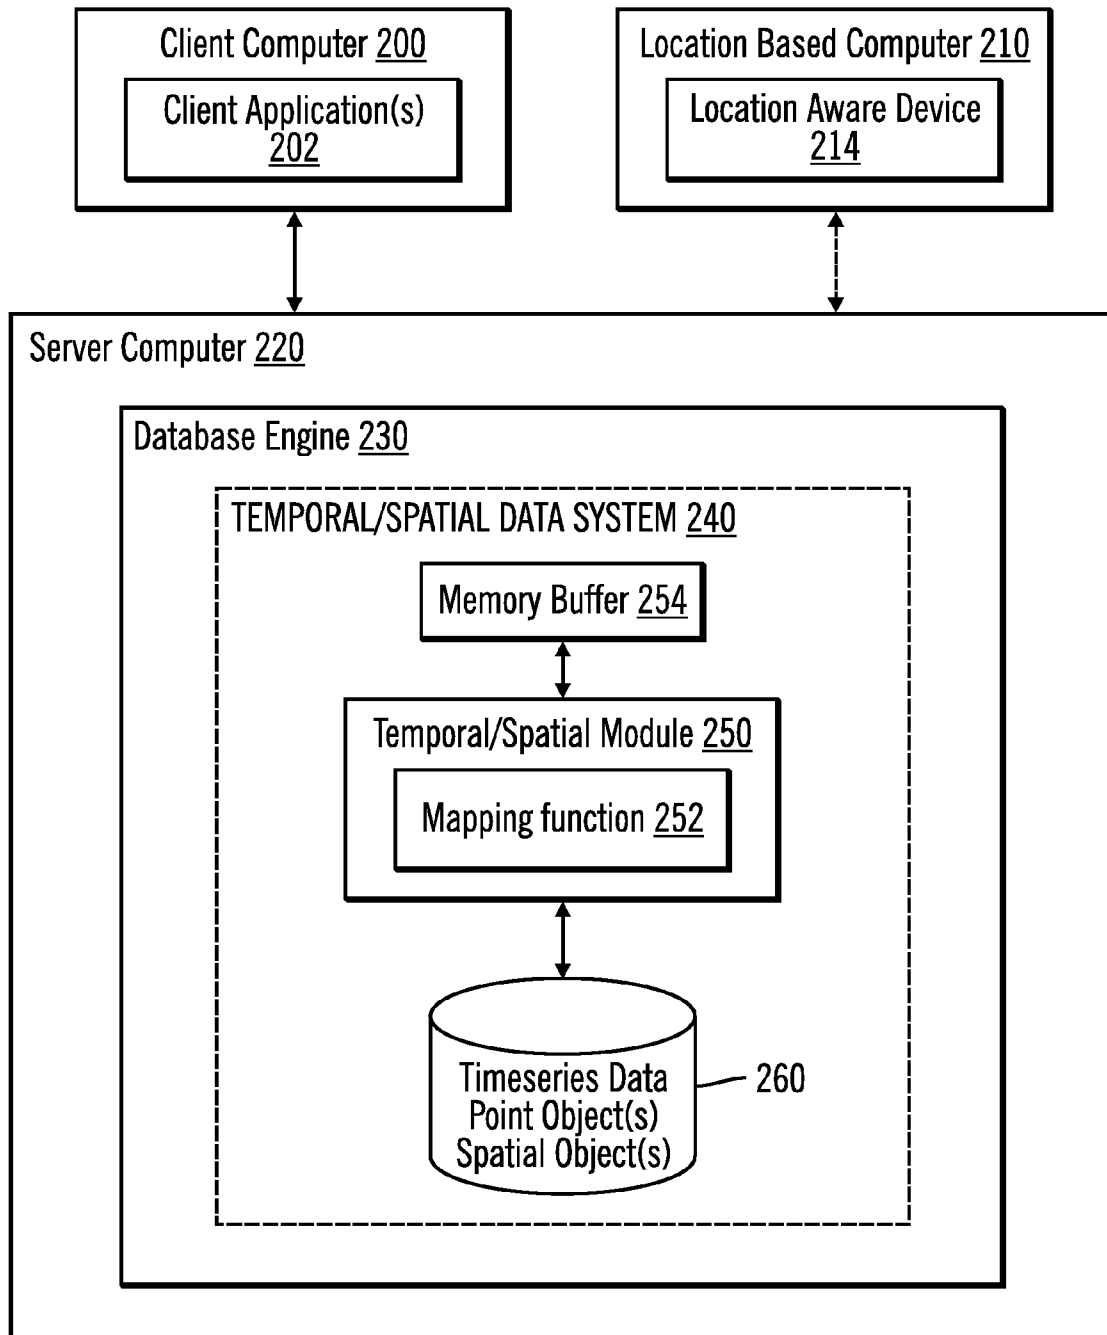 Client Computer 200
Client Application(s)
202
Location Based Computer 210
Location Aware Device
214
Server Computer 220
Database Engine 230
TEMPORAL/SPATIAL DATA SYSTEM 240
Memory Buffer 254
Temporal/Spatial Module 250
Mapping function 252
Timeseries Data
Point Object(s)
Spatial Object(s)
260